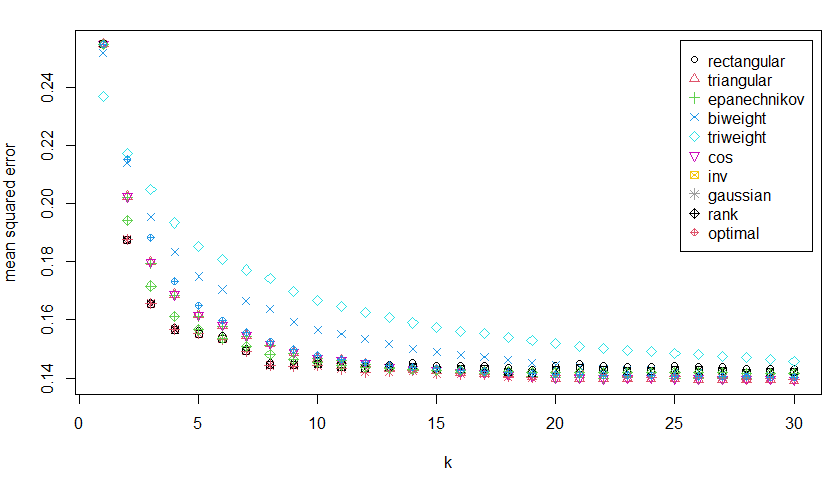 mean squared error
0.24
0.22
0.20
0.18
0.16
0.14
0
5
10
15
20
25
30
k
rectangular
triangular
epanechnikov
biweight
triweight
cos
inv
gaussian
rank
optimal